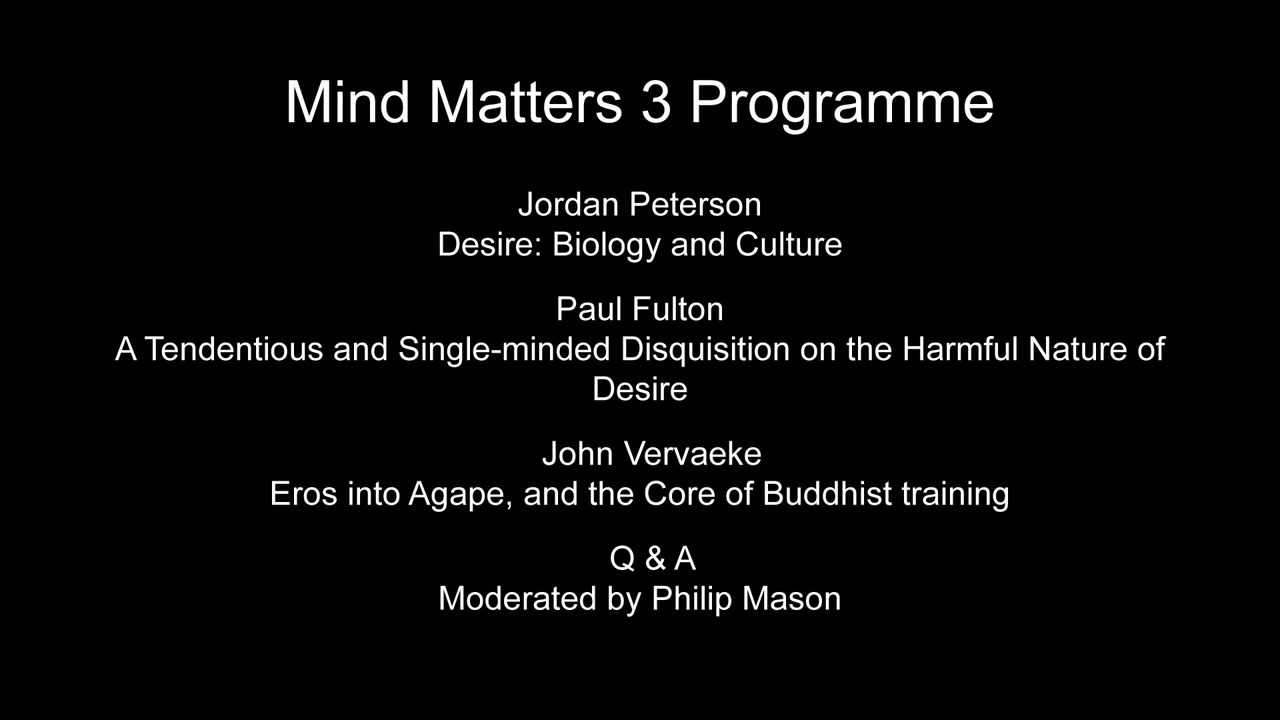 Mind Matters 3 Programme
Jordan Peterson
Desire: Biology and Culture
Paul Fulton
A Tendentious and Single-minded Disquisition on the Harmful Nature of
Desire
John Vervaeke
Eros into Agape, and the Core of Buddhist training
Q & A
Moderated by Philip Mason